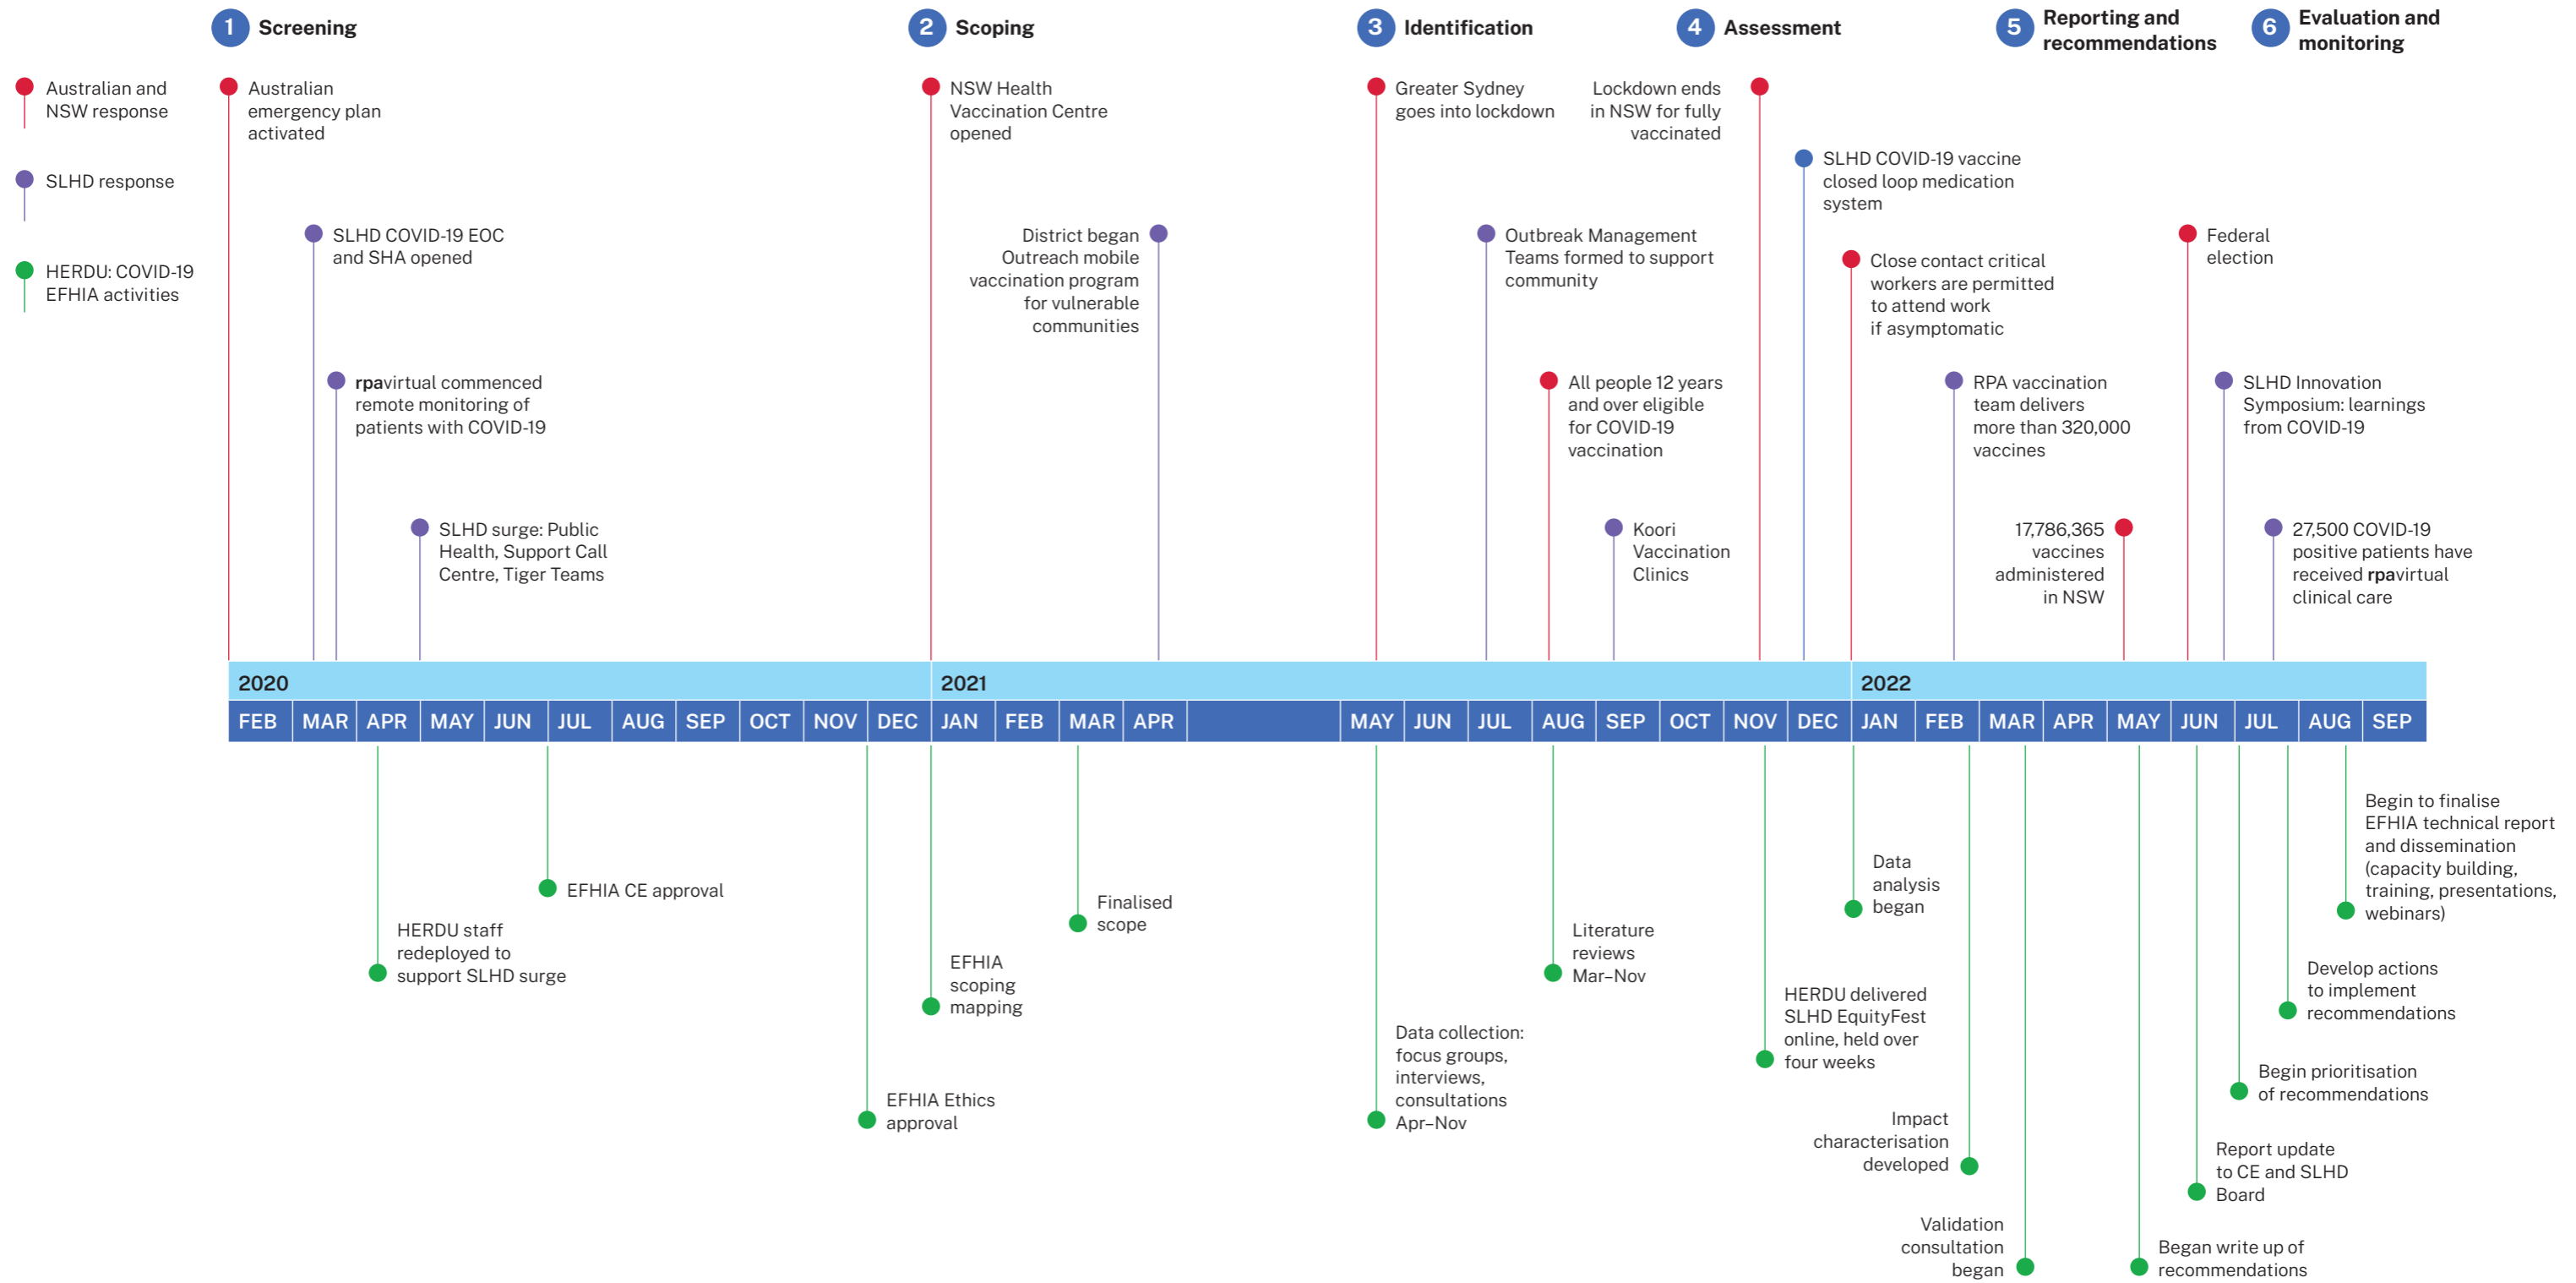 1 Screening
2 Scoping
3 Identification
4 Assessment
5 Reporting and
recommendations
6 Evaluation and
monitoring
Australian and
NSW response
SLHD response
HERDU: COVID-19
EFHIA activities
Australian
emergency plan
activated
SLHD COVID-19 EOC
and SHA opened
rpavirtual commenced
remote monitoring of
patients with COVID-19
SLHD surge: Public
Health, Support Call
Centre, Tiger Teams
NSW Health
Vaccination Centre
opened
District began
Outreach mobile
vaccination program
for vulnerable
communities
Greater Sydney
goes into lockdown
Outbreak Management
Teams formed to support
community
All people 12 years
and over eligible
for COVID-19
vaccination
Koori
Vaccination
Clinics
Lockdown ends
in NSW for fully
vaccinated
SLHD COVID-19 vaccine
closed loop medication
system
Close contact critical
workers are permitted
to attend work
if asymptomatic
RPA vaccination
team delivers
more than 320,000
vaccines
17,786,365
vaccines
administered
in NSW
Federal
election
SLHD Innovation
Symposium: learnings
from COVID-19
27,500 COVID-19
positive patients have
received rpavirtual
clinical care
2020 2021 2022
FEB MAR APR MAY JUN JUL AUG SEP OCT NOV DEC JAN FEB MAR APR MAY JUN JUL AUG SEP OCT NOV DEC JAN FEB MAR APR MAY JUN JUL AUG SEP
HERDU staff
redeployed to
support SLHD surge
EFHIA CE approval
EFHIA Ethics
approval
EFHIA
scoping
mapping
Finalised
scope
Data collection:
focus groups,
interviews,
consultations
Apr–Nov
Literature
reviews
Mar–Nov
HERDU delivered
SLHD EquityFest
online, held over
four weeks
Data
analysis
began
Impact
characterisation
developed
Validation
consultation
began
Began write up of
recommendations
Report update
to CE and SLHD
Board
Begin prioritisation
of recommendations
Develop actions
to implement
recommendations
Begin to finalise
EFHIA technical report
and dissemination
(capacity building,
training, presentations,
webinars)